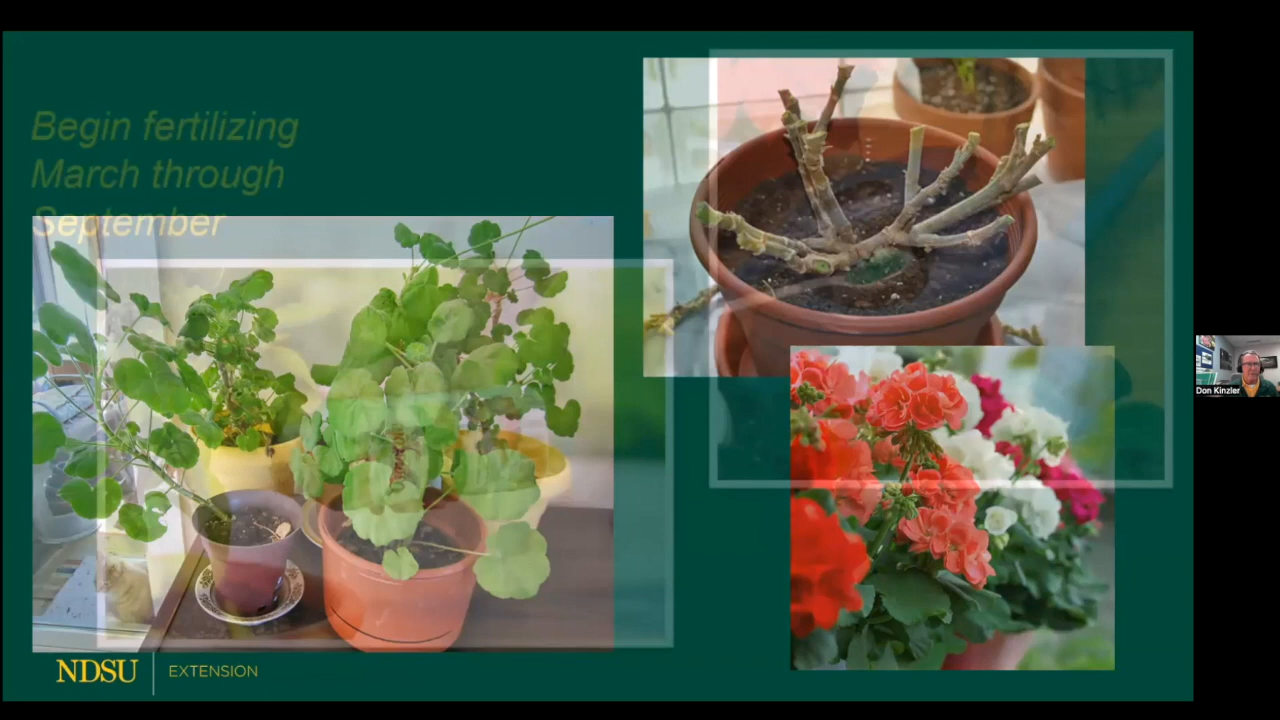 Begin fertilizing
March through
September
NDSU
EXTENSION
Don Kinzler